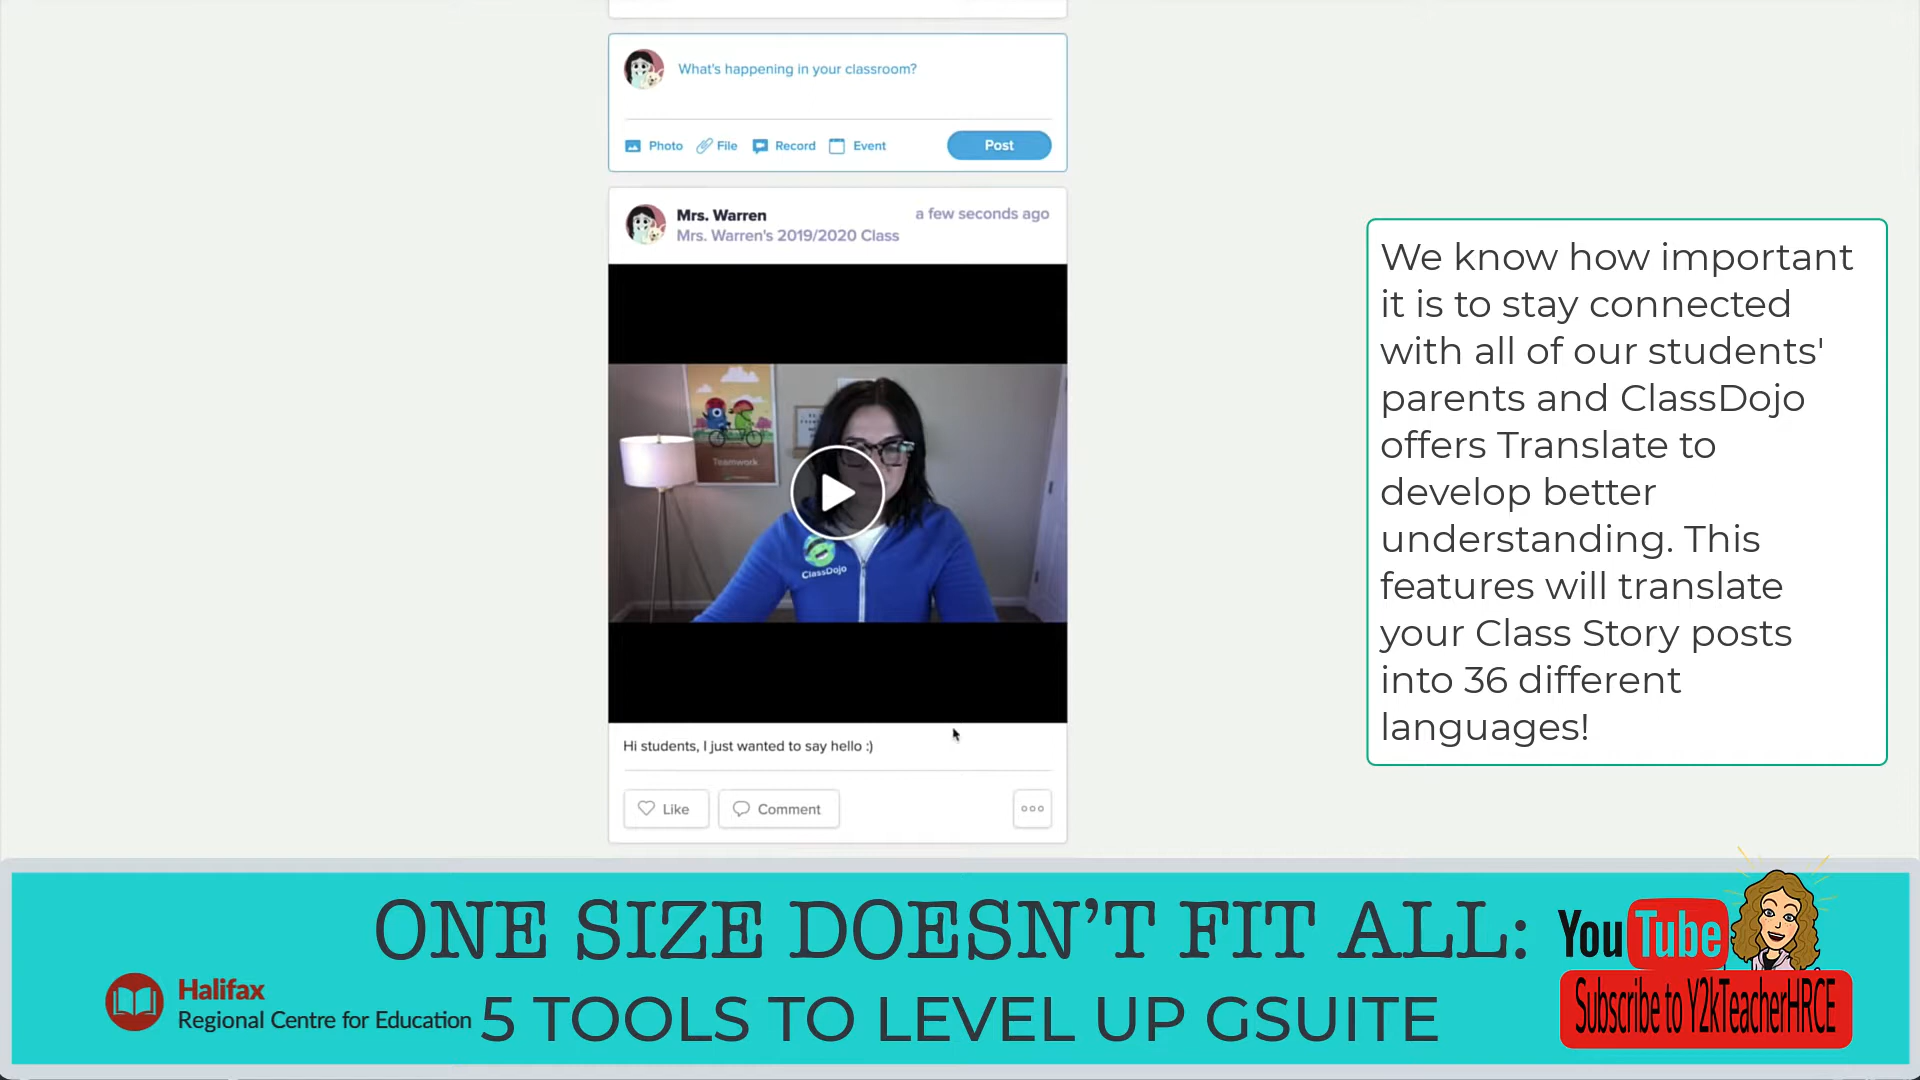 What's happening in your classroom?
Photo File Record Event Post
Mrs. Warren
a few seconds ago
Mrs. Warren's 2019/2020 Class
Teamwork
ClassDojo
Hi students, I just wanted to say hello :)
Like Comment
We know how important
it is to stay connected
with all of our students'
parents and ClassDojo
offers Translate to
develop better
understanding. This
features will translate
your Class Story posts
into 36 different
languages!
ONE SIZE DOESN'T FIT ALL:
5 TOOLS TO LEVEL UP GSUITE
Halifax
Regional Centre for Education
YouTube
Subscribe to Y2kTeacherHRCE